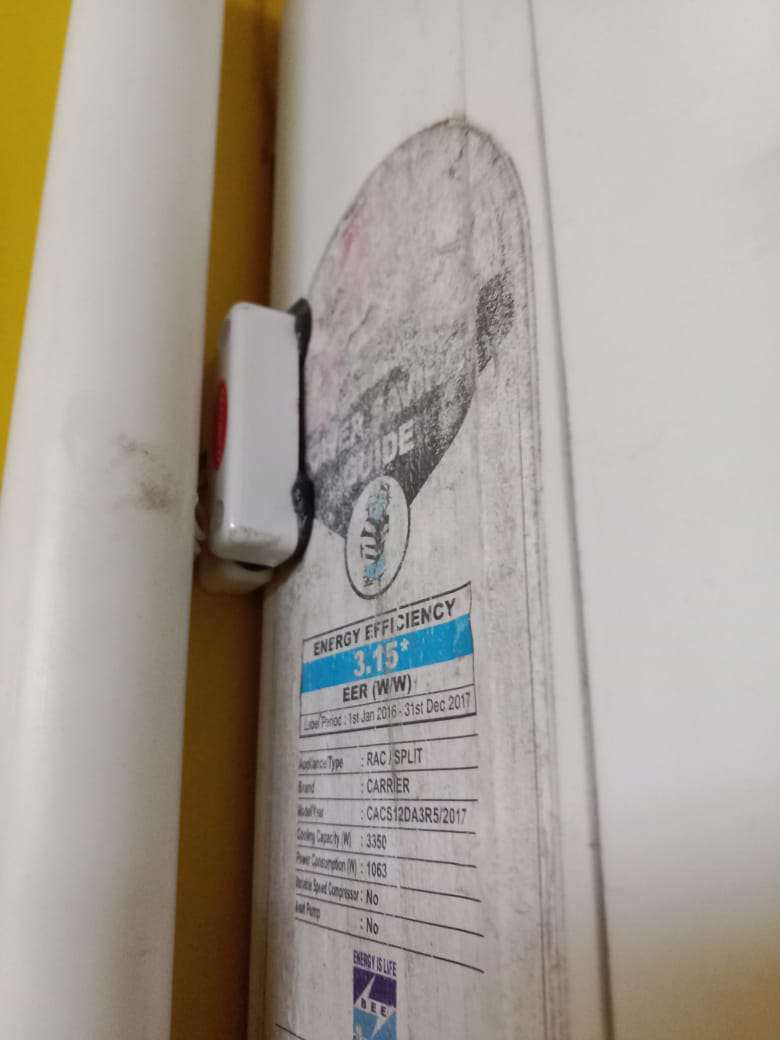 GUIDE
ENERGY EFFICIENCY
3.15*
EER (W/W)
Label Period : 1st Jan 2016 - 31st Dec 2017
Appliance/Type : RAC / SPLIT
Brand : CARRIER
Model/Year : CACS12DA3R5/2017
Cooling Capacity (W) : 3350
Power Consumption (W) : 1063
Variable Speed Compressor : No
Heat Pump : No
ENERGY IS LIFE
BEE